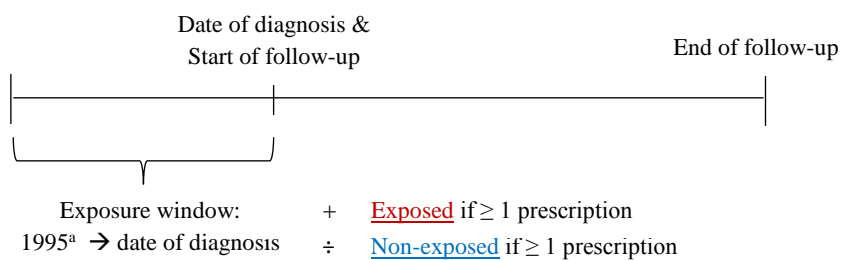 Date of diagnosis &
Start of follow-up
End of follow-up
Exposure window: + Exposed if ≥ 1 prescription
1995ᵃ → date of diagnosis ÷ Non-exposed if ≥ 1 prescription